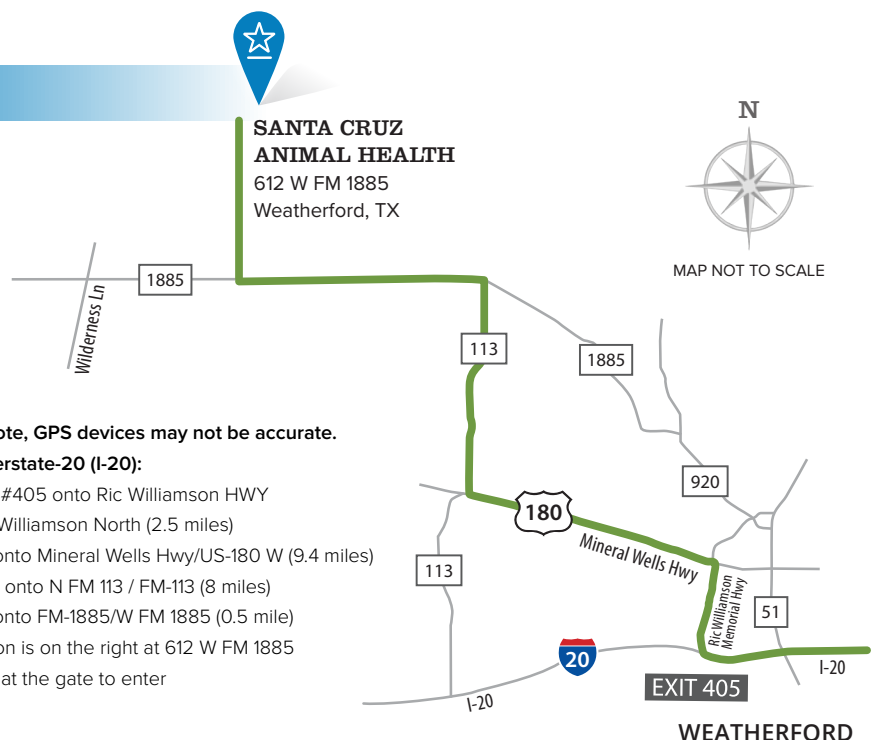 SANTA CRUZ
ANIMAL HEALTH
612 W FM 1885
Weatherford, TX
N
MAP NOT TO SCALE
1885
Wilderness Ln
113
1885
920
180
Mineral Wells Hwy
113
Ric Williamson
Memorial Hwy
51
20
I-20
I-20
EXIT 405
WEATHERFORD
ote, GPS devices may not be accurate.
erstate-20 (I-20):
#405 onto Ric Williamson HWY
Williamson North (2.5 miles)
onto Mineral Wells Hwy/US-180 W (9.4 miles)
onto N FM 113 / FM-113 (8 miles)
onto FM-1885/W FM 1885 (0.5 mile)
on is on the right at 612 W FM 1885
at the gate to enter